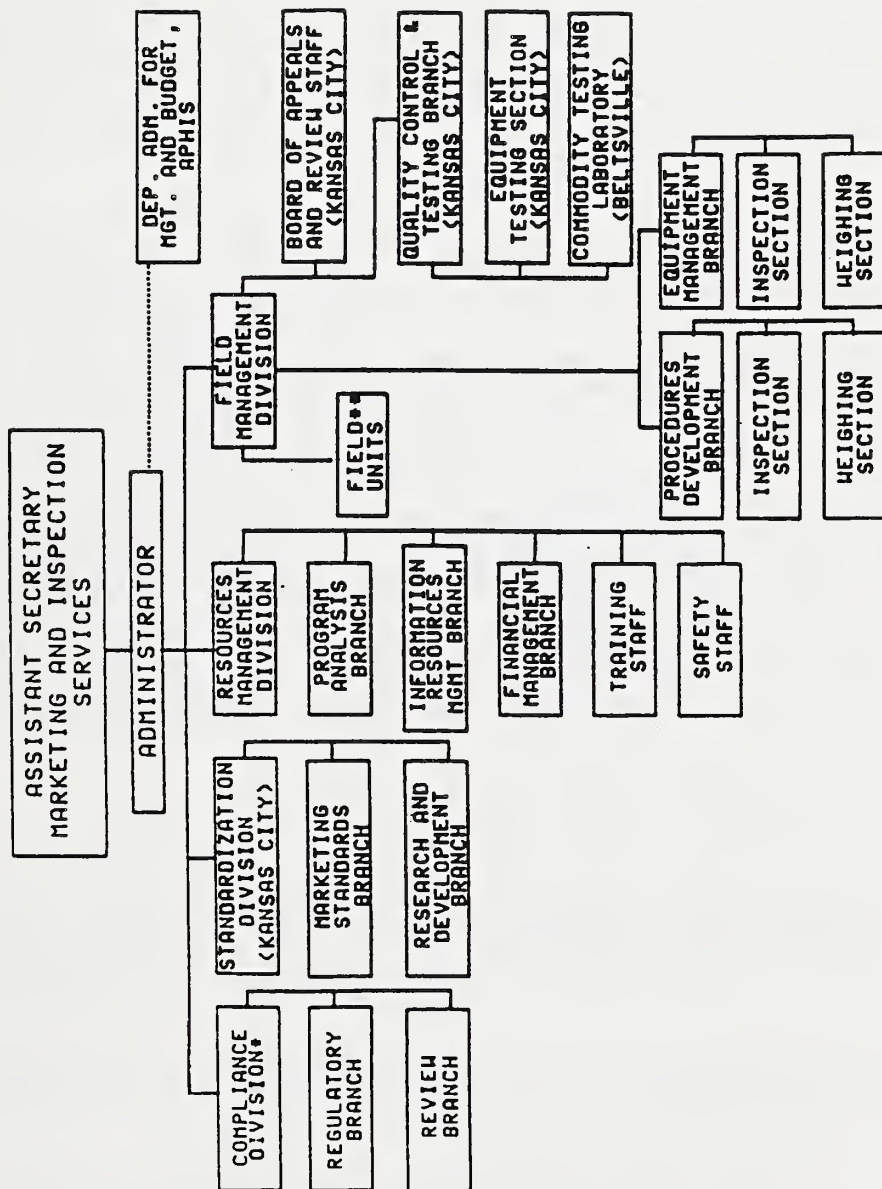 ASSISTANT SECRETARY
MARKETING AND INSPECTION
SERVICES
ADMINISTRATOR
DEP. ADM. FOR
MGT. AND BUDGET,
APHIS
COMPLIANCE
DIVISION*
REGULATORY
BRANCH
REVIEW
BRANCH
STANDARDIZATION
DIVISION
<KANSAS CITY>
MARKETING
STANDARDS
BRANCH
RESEARCH AND
DEVELOPMENT
BRANCH
RESOURCES
MANAGEMENT
DIVISION
PROGRAM
ANALYSIS
BRANCH
INFORMATION
RESOURCES
MGMT BRANCH
FINANCIAL
MANAGEMENT
BRANCH
TRAINING
STAFF
SAFETY
STAFF
FIELD
MANAGEMENT
DIVISION
FIELD**
UNITS
BOARD OF APPEALS
AND REVIEW STAFF
<KANSAS CITY>
QUALITY CONTROL &
TESTING BRANCH
<KANSAS CITY>
EQUIPMENT
TESTING SECTION
<KANSAS CITY>
COMMODITY TESTING
LABORATORY
<BELTSVILLE>
PROCEDURES
DEVELOPMENT
BRANCH
INSPECTION
SECTION
WEIGHING
SECTION
EQUIPMENT
MANAGEMENT
BRANCH
INSPECTION
SECTION
WEIGHING
SECTION